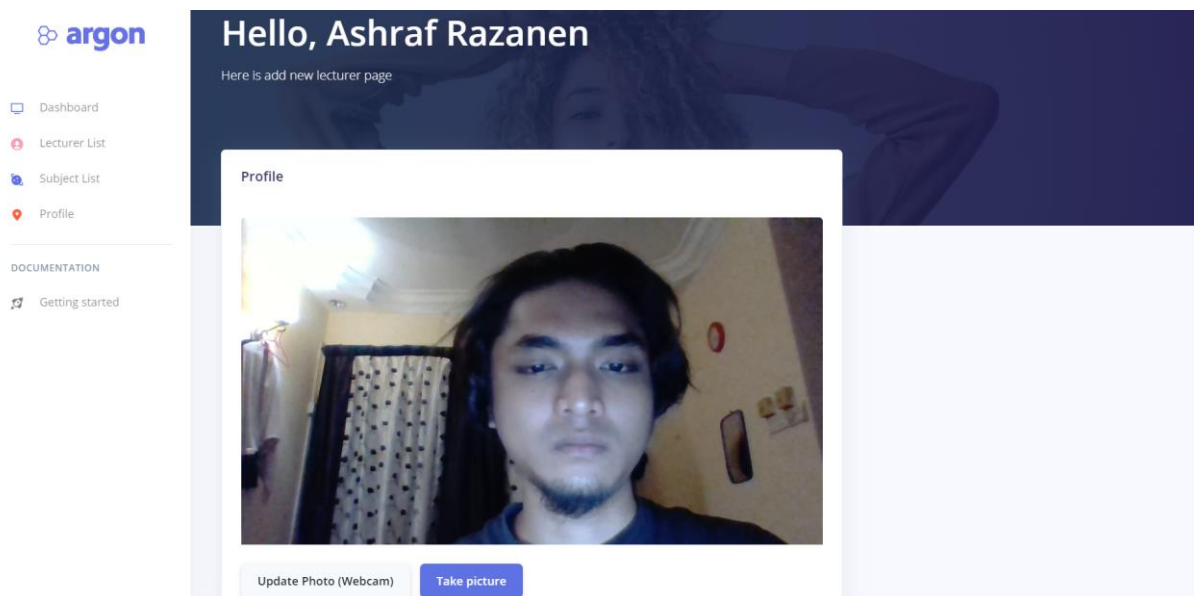 argon
Dashboard
Lecturer List
Subject List
Profile
DOCUMENTATION
Getting started
Hello, Ashraf Razanen
Here is add new lecturer page
Profile
Update Photo (Webcam)
Take picture